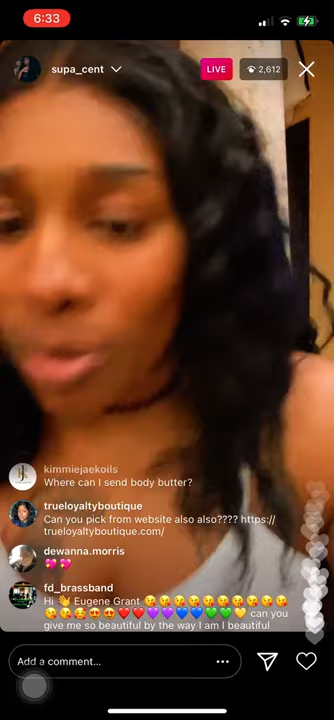 6:33
supa_cent
LIVE
2,612
kimmiejaekoils
Where can I send body butter?
trueloyaltyboutique
Can you pick from website also also???? https://
trueloyaltyboutique.com/
dewanna.morris
💖💖
fd_brassband
Hi 👋 Eugene Grant 😘😘😘😘😘😘😘😘😘😘
😘😘🥰😍😍❤️❤️💜💜💙💙💚💚💛 can you
give me so beautiful by the way I am I beautiful
Add a comment...